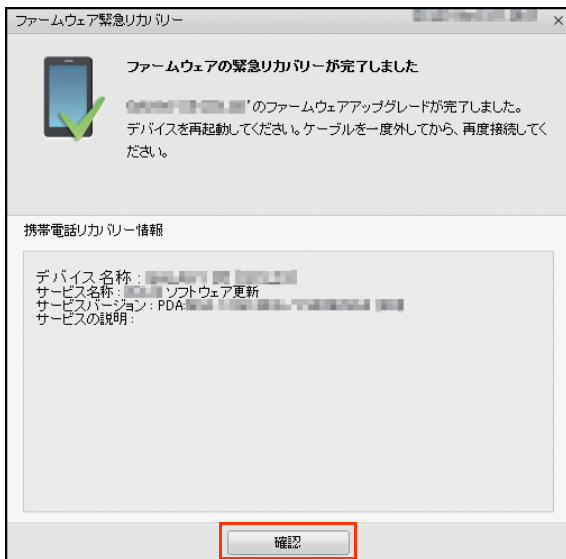 ファームウェア緊急リカバリー
ファームウェアの緊急リカバリーが完了しました
'のファームウェアアップグレードが完了しました。
デバイスを再起動してください。ケーブルを一度外してから、再度接続してく
ださい。
携帯電話リカバリー情報
デバイス名称 :
サービス名称 : ソフトウェア更新
サービスバージョン : PDA:
サービスの説明 :
確認